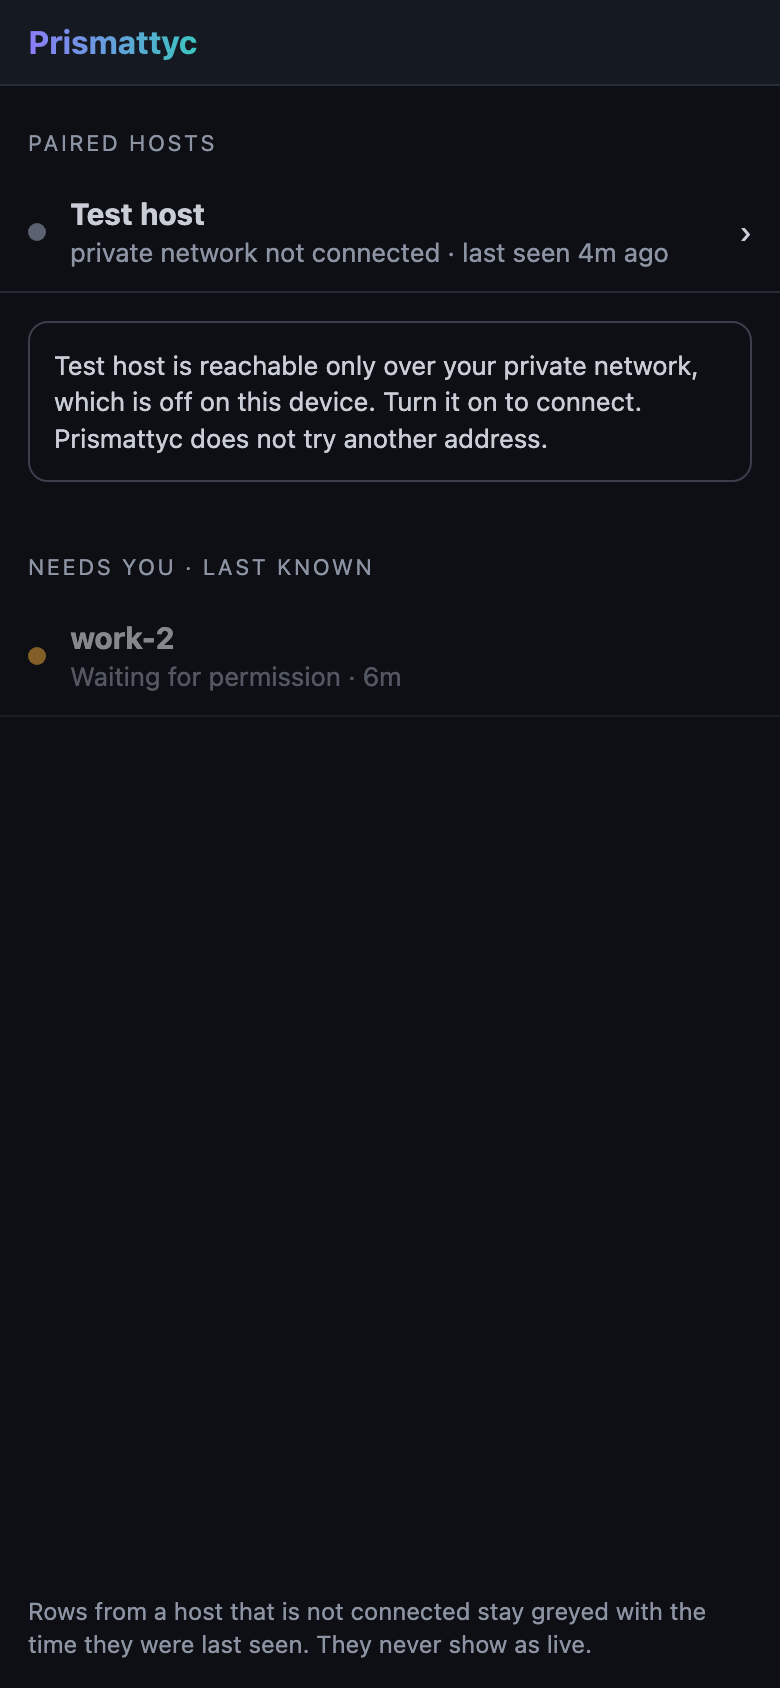 Prismattyc
PAIRED HOSTS
Test host
private network not connected · last seen 4m ago
›
Test host is reachable only over your private network,
which is off on this device. Turn it on to connect.
Prismattyc does not try another address.
NEEDS YOU · LAST KNOWN
work-2
Waiting for permission · 6m
Rows from a host that is not connected stay greyed with the
time they were last seen. They never show as live.